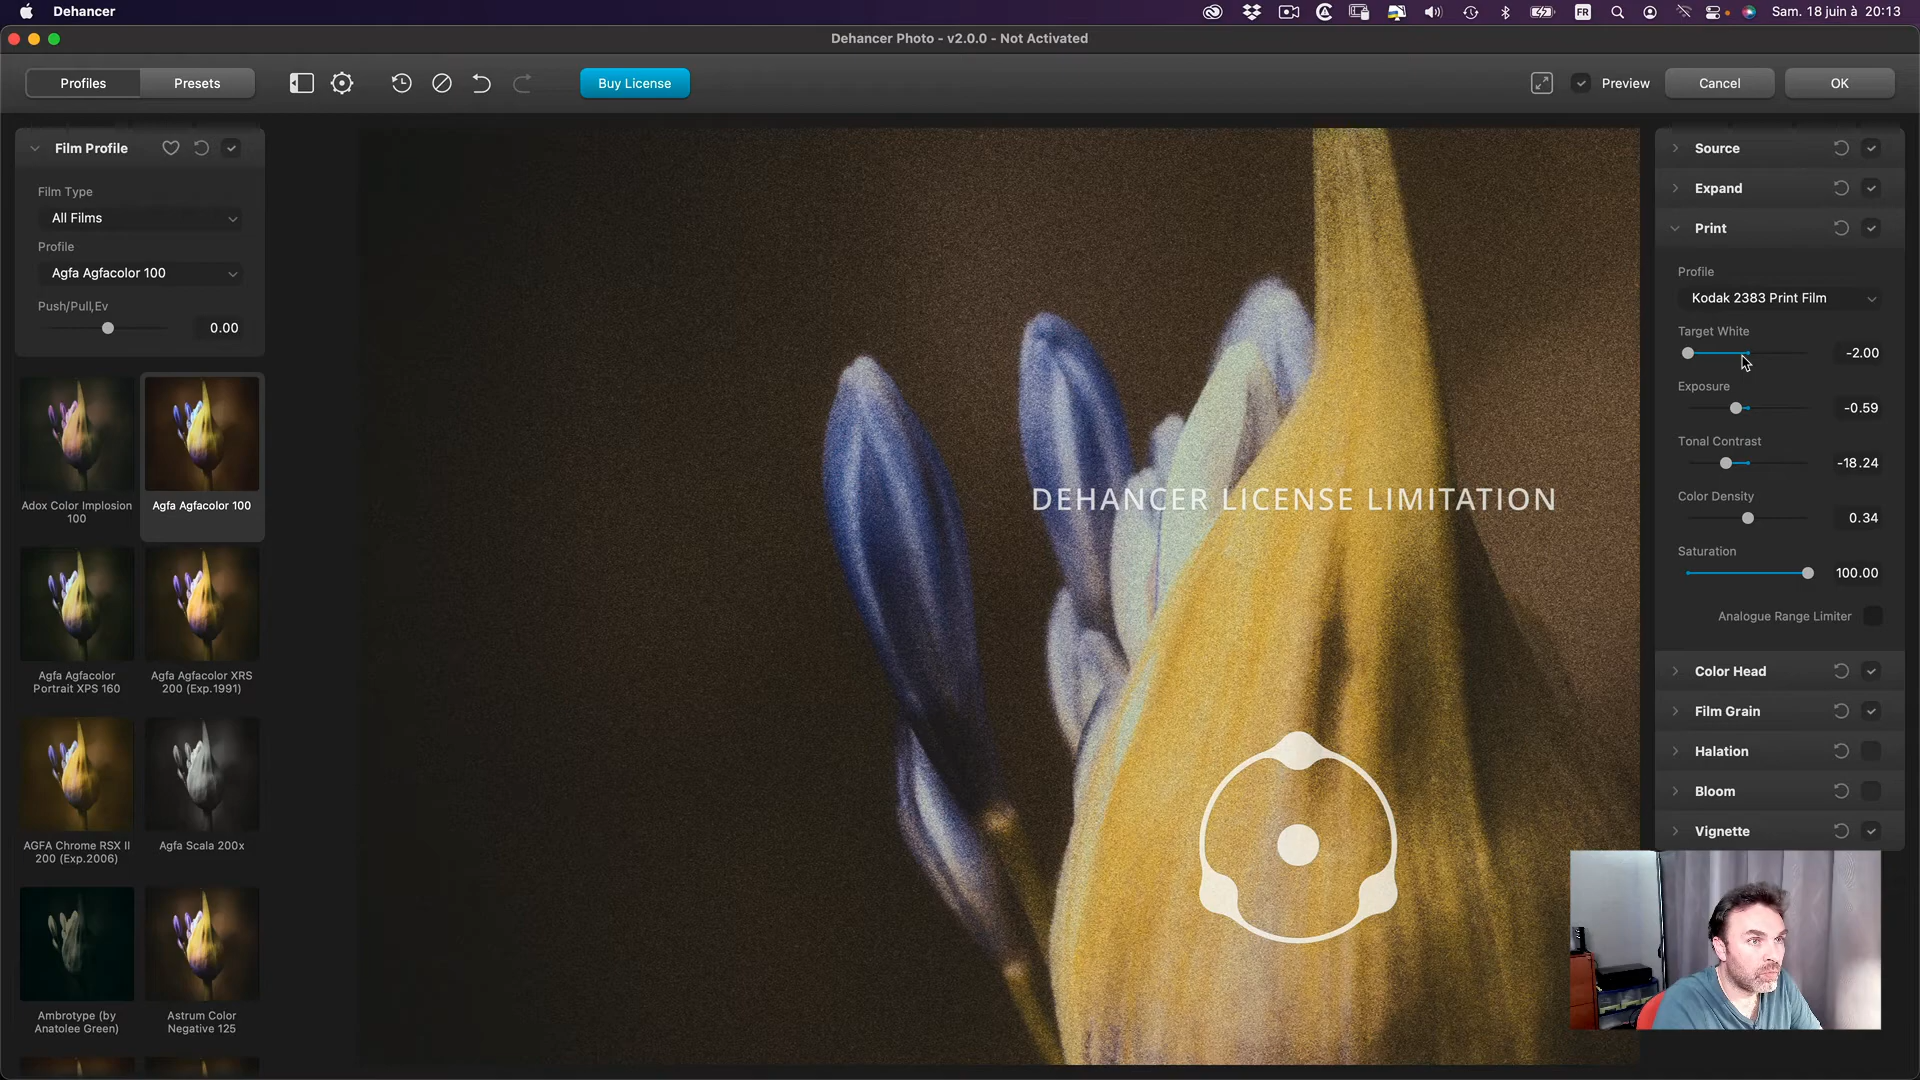 Dehancer
FR
Sam. 18 juin à 20:13
Dehancer Photo - v2.0.0 - Not Activated
Profiles
Presets
Buy License
Preview
Cancel
OK
Film Profile
Film Type
All Films
Profile
Agfa Agfacolor 100
Push/Pull,Ev
0.00
Adox Color Implosion
100
Agfa Agfacolor 100
Agfa Agfacolor
Portrait XPS 160
Agfa Agfacolor XRS
200 (Exp.1991)
AGFA Chrome RSX II
200 (Exp.2006)
Agfa Scala 200x
Ambrotype (by
Anatolee Green)
Astrum Color
Negative 125
DEHANCER LICENSE LIMITATION
Source
Expand
Print
Profile
Kodak 2383 Print Film
Target White
-2.00
Exposure
-0.59
Tonal Contrast
-18.24
Color Density
0.34
Saturation
100.00
Analogue Range Limiter
Color Head
Film Grain
Halation
Bloom
Vignette